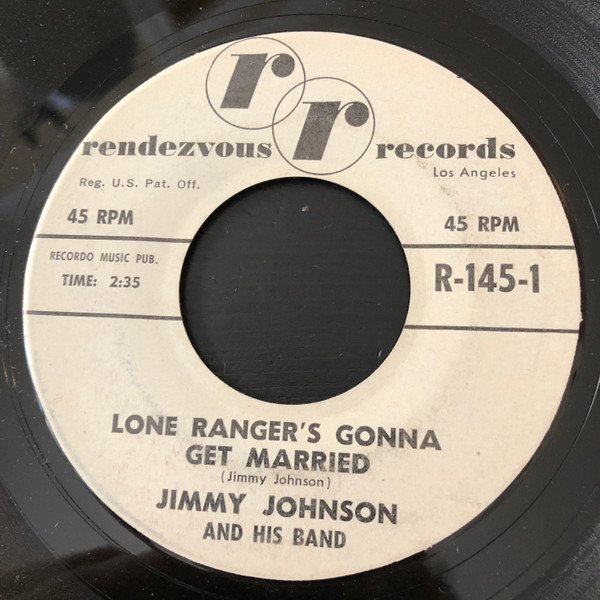 r
r
rendezvous records
Los Angeles
Reg. U.S. Pat. Off.
45 RPM 45 RPM
RECORDO MUSIC PUB.
TIME: 2:35
R-145-1
LONE RANGER'S GONNA
GET MARRIED
(Jimmy Johnson)
JIMMY JOHNSON
AND HIS BAND